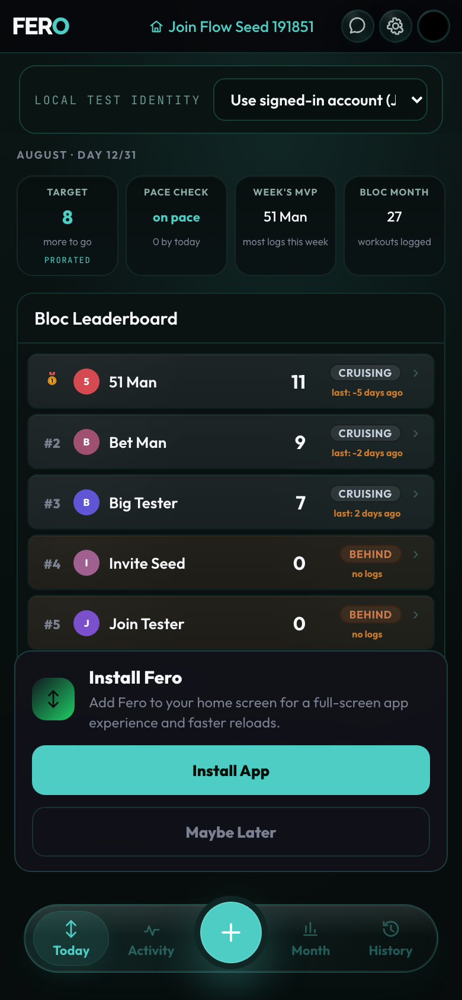 FERO
Join Flow Seed 191851
LOCAL TEST IDENTITY
Use signed-in account (J
AUGUST · DAY 12/31
TARGET
8
more to go
PRORATED
PACE CHECK
on pace
0 by today
WEEK'S MVP
51 Man
most logs this week
BLOC MONTH
27
workouts logged
Bloc Leaderboard
1 5 51 Man 11 CRUISING
last: -5 days ago
#2 B Bet Man 9 CRUISING
last: -2 days ago
#3 B Big Tester 7 CRUISING
last: 2 days ago
#4 I Invite Seed 0 BEHIND
no logs
#5 J Join Tester 0 BEHIND
no logs
Install Fero
Add Fero to your home screen for a full-screen app
experience and faster reloads.
Install App
Maybe Later
Today
Activity
Month
History